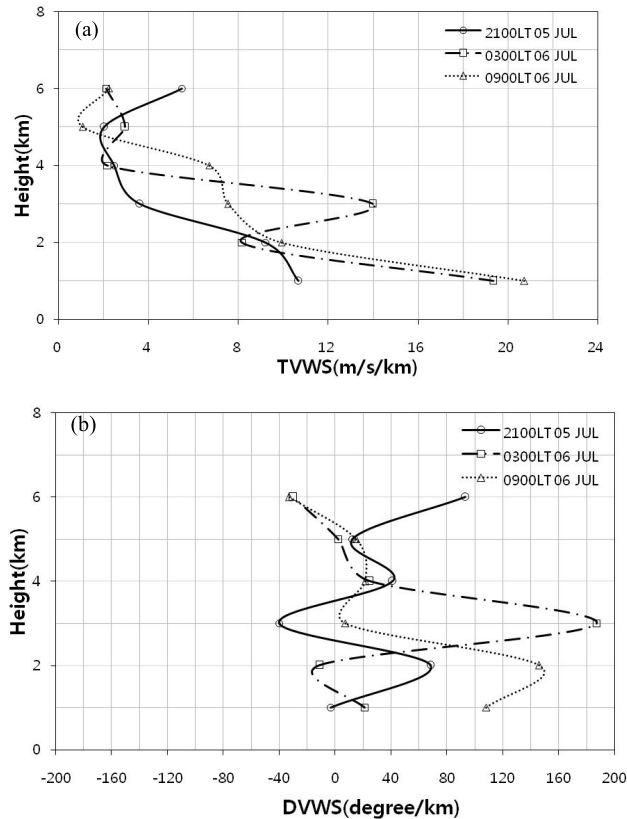 8
(a)
2100LT 05 JUL
0300LT 06 JUL
0900LT 06 JUL
6
4
2
0
Height(km)
0 4 8 12 16 20 24
TVWS(m/s/km)
8
(b)
2100LT 05 JUL
0300LT 06 JUL
0900LT 06 JUL
6
4
2
0
Height(km)
-200 -160 -120 -80 -40 0 40 80 120 160 200
DVWS(degree/km)